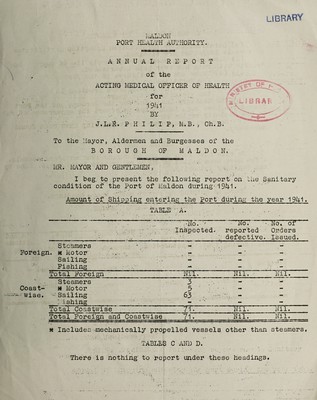 LIBRARY
MALDON
PORT HEALTH AUTHORITY.
ANNUAL REPORT
of the
ACTING MEDICAL OFFICER OF HEALTH
for
1941
BY
J.L.R. PHILIP, M.B., Ch.B.
MINISTRY OF
LIBRAR
To the Mayor, Aldermen and Burgesses of the
BOROUGH OF MALDON.
MR. MAYOR AND GENTLEMEN,
I beg to present the following report on the Sanitary
condition of the Port of Maldon during 1941.
Amount of Shipping entering the Port during the year 1941.
TABLE A.
No. Inspected. No. reported defective. No. of Orders Issued.
Foreign. Steamers - - -
* Motor - - -
Sailing - - -
Fishing - - -
Total Foreign Nil. Nil. Nil.
Coast-wise. Steamers 3 - -
* Motor 5 - -
Sailing 63 - -
Fishing - - -
Total Coastwise 71. Nil. Nil.
Total Foreign and Coastwise 71. Nil. Nil.
* Includes mechanically propelled vessels other than steamers.
TABLES C AND D.
There is nothing to report under these headings.